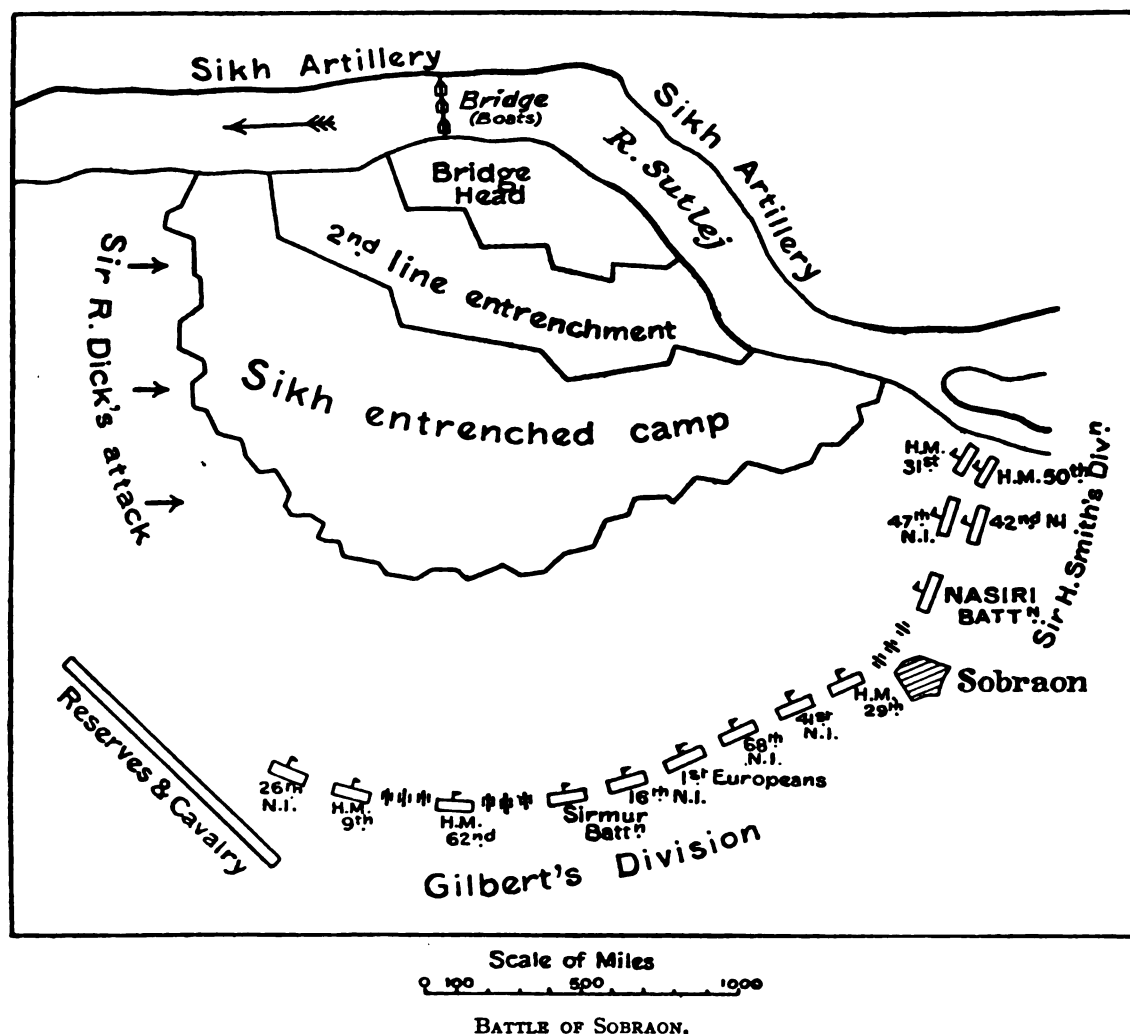 Sikh Artillery
Bridge
(Boats)
Sikh Artillery
R. Sutlej
Bridge
Head
2nd line entrenchment
Sir R. Dick's attack
Sikh entrenched camp
H.M.
31st
H.M. 50th
47th
N.I.
42nd N.I
Sir H. Smith's Divn.
NASIRI
BATTN.
Sobraon
H.M.
29th
41st
N.I.
68th
N.I.
1st Europeans
16th N.I.
Sirmur
Battn
H.M.
62nd
H.M.
9th
26th
N.I.
Reserves & Cavalry
Gilbert's Division
Scale of Miles
0 100 500 1000
BATTLE OF SOBRAON.